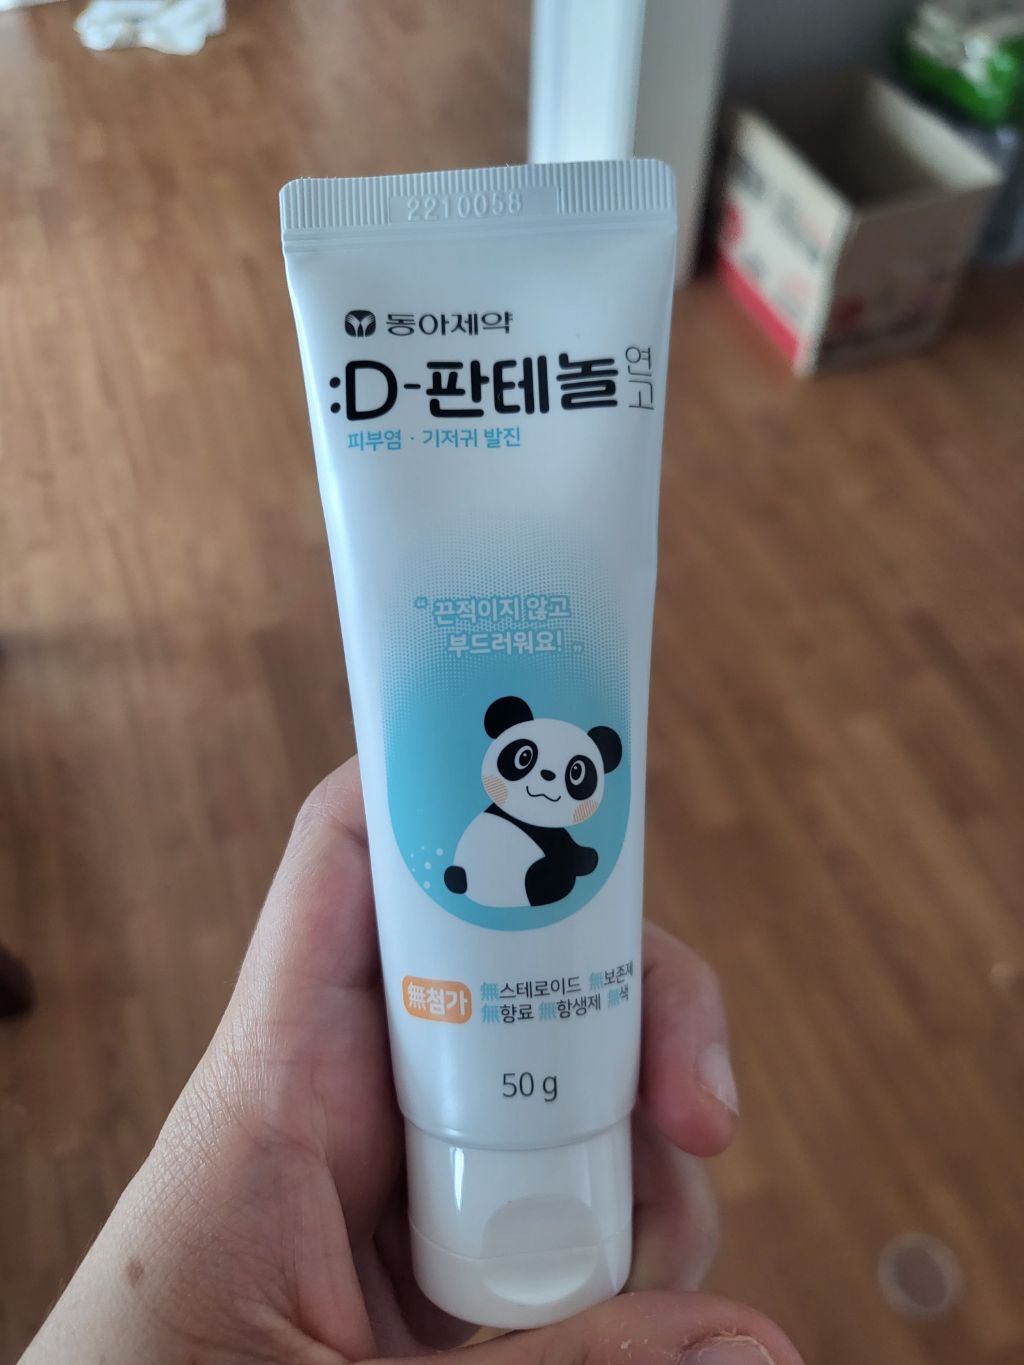 2210058
동아제약
:D-판테놀 연고
피부염 · 기저귀 발진
“끈적이지 않고
부드러워요!„
無첨가 無스테로이드 無보존제
無향료 無항생제 無색
50 g